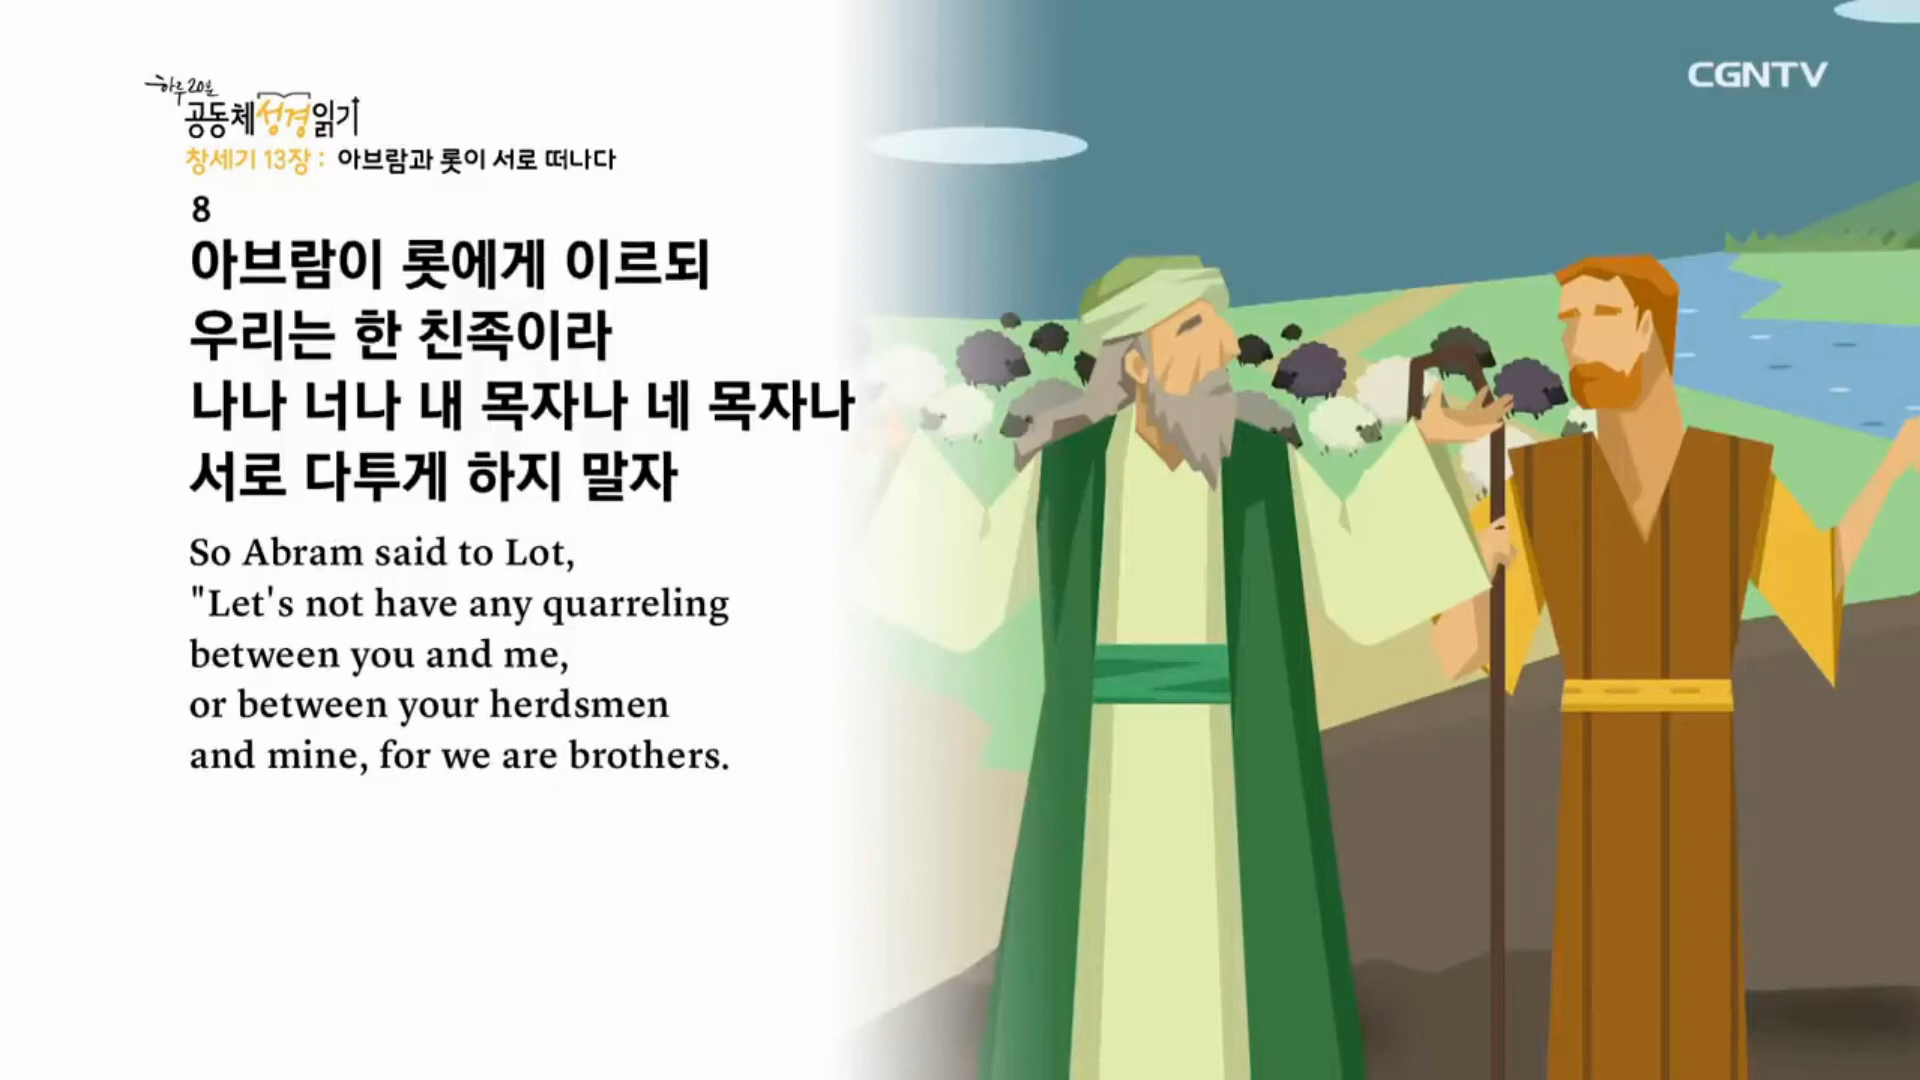 하루 20분
공동체성경읽기
창세기 13장 : 아브람과 롯이 서로 떠나다
8
아브람이 롯에게 이르되
우리는 한 친족이라
나나 너나 내 목자나 네 목자나
서로 다투게 하지 말자
So Abram said to Lot,
"Let's not have any quarreling
between you and me,
or between your herdsmen
and mine, for we are brothers.
CGNTV